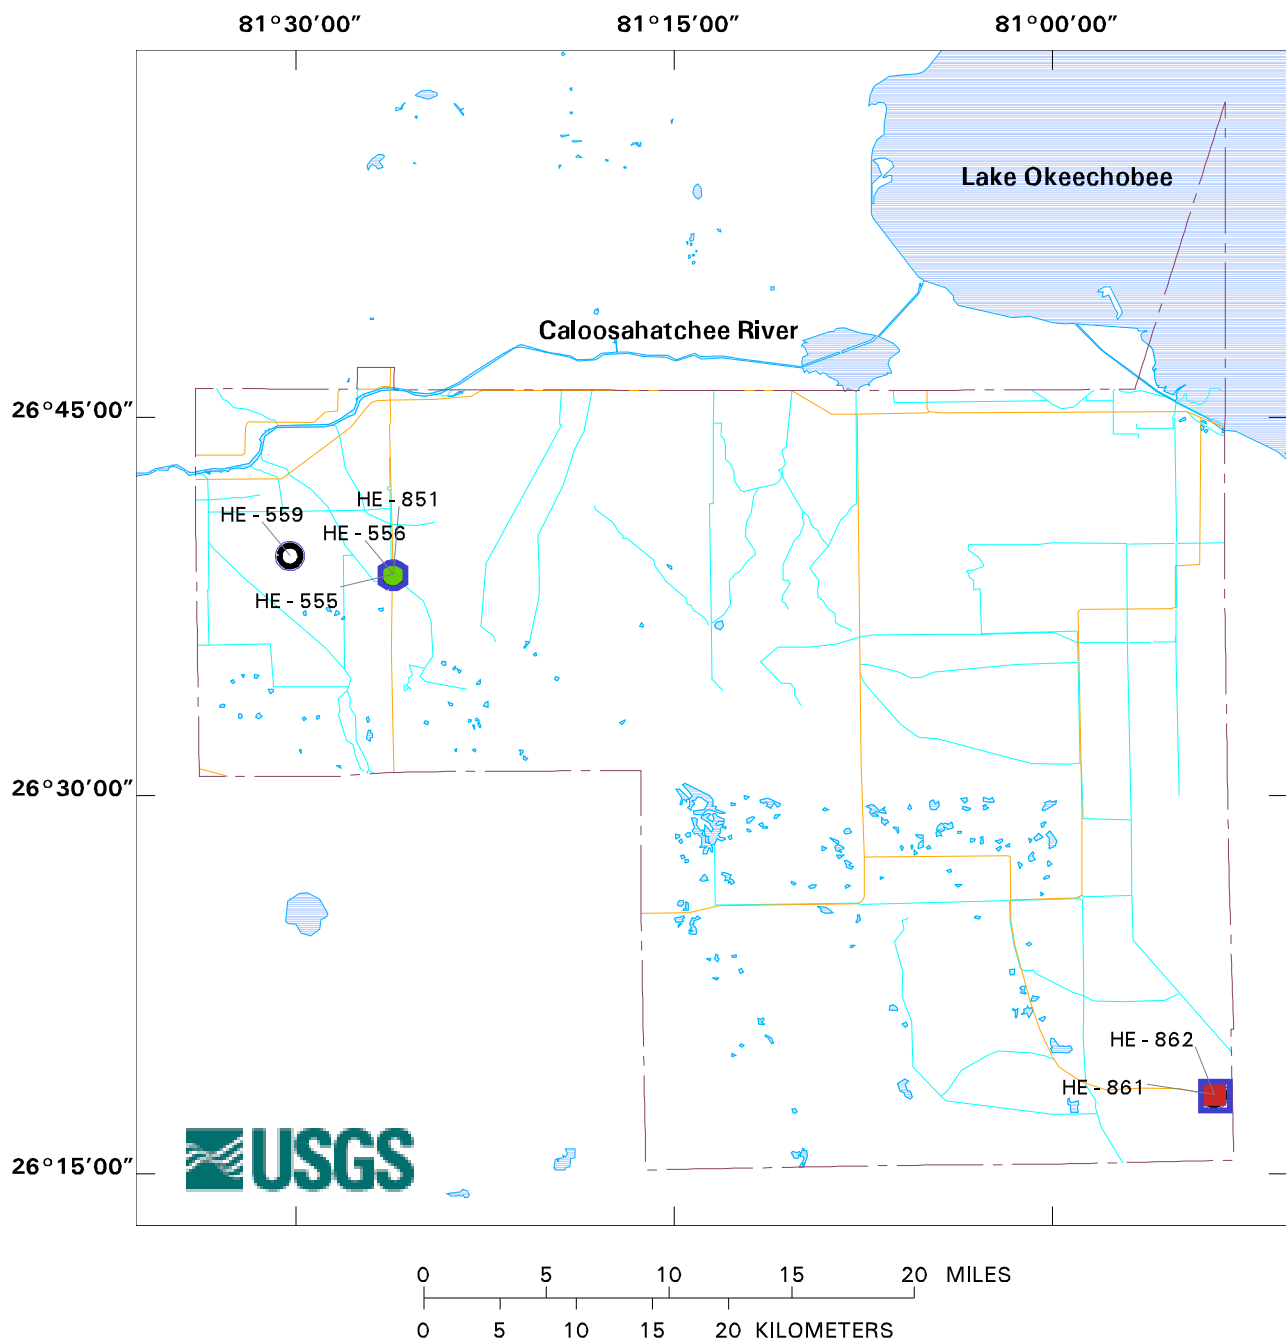 81°30′00″ 81°15′00″ 81°00′00″
Lake Okeechobee
Caloosahatchee River
26°45′00″
HE - 851
HE - 559
HE - 556
HE - 555
26°30′00″
HE - 862
HE - 861
USGS
26°15′00″
0 5 10 15 20 MILES
0 5 10 15 20 KILOMETERS